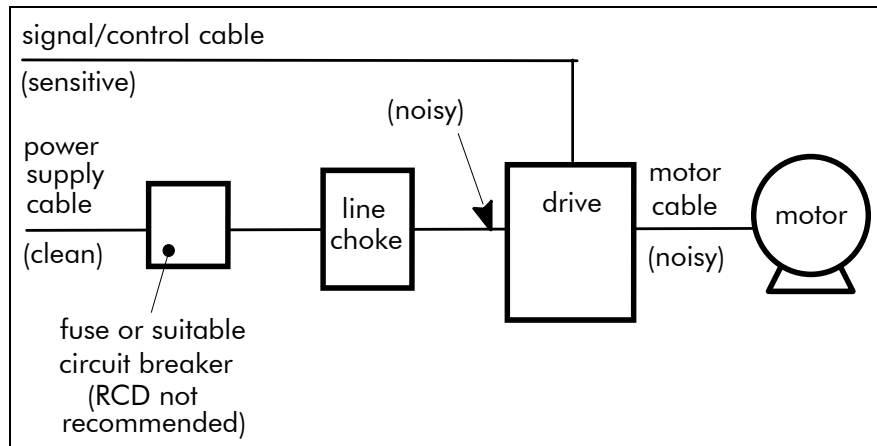 signal/control cable
(sensitive)
(noisy)
power
supply
cable
(clean)
line
choke
drive
motor
cable
(noisy)
motor
fuse or suitable
circuit breaker
(RCD not
recommended)